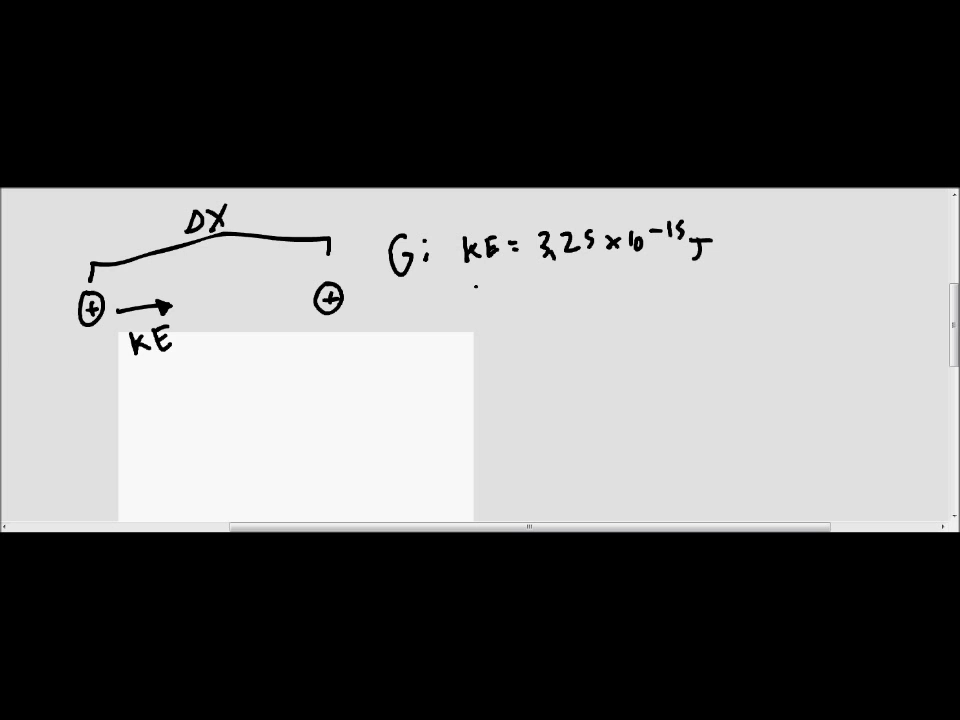 DX
G: KE = 3,25 x 10^-15 J
+
+
KE